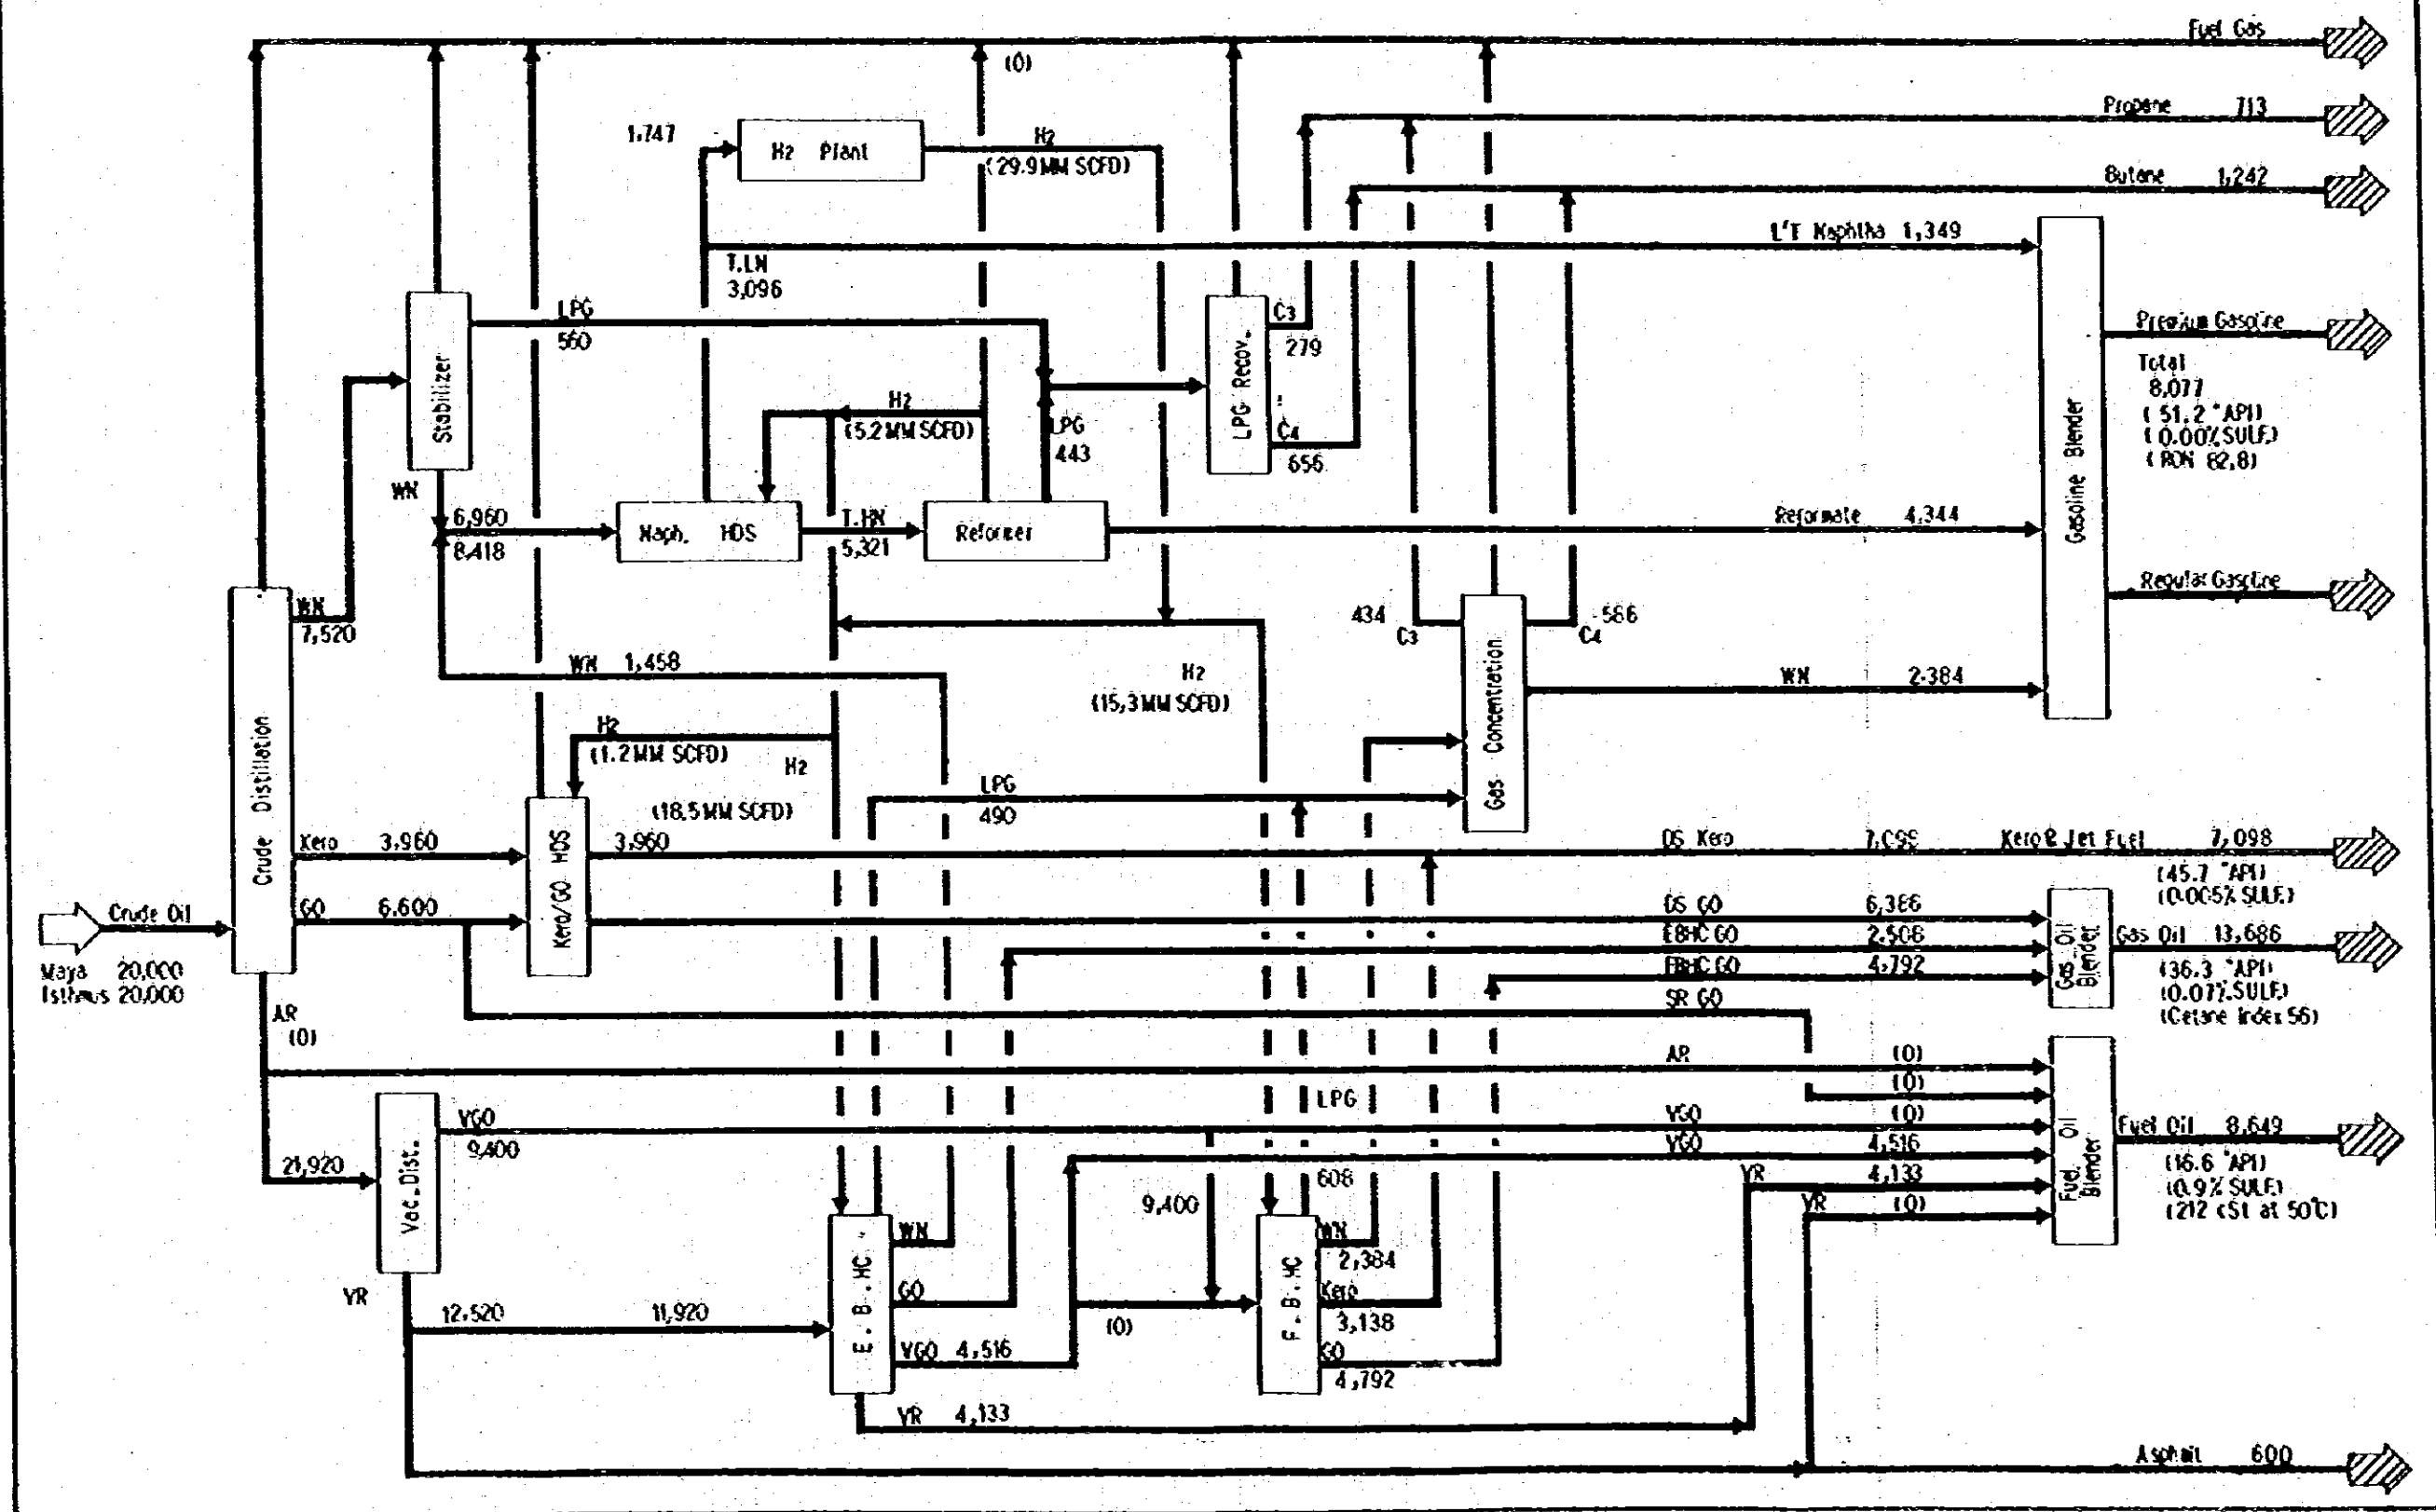 Fuel Gas
(0)
Propane 713
1,747
H2 Plant
H2
(29.9MM SCFD)
Butane 1,242
L'T Naphtha 1,349
T.LN
3,096
LPG
560
Stabilizer
C3
279
LPG Recov.
C4
656
Premium Gasoline
Total
8,077
(51.2 °API)
(0.00% SULF.)
(RON 82,8)
Gasoline Blender
H2
(5.2MM SCFD)
LPG
443
WN
6,960
8,418
Naph. HDS
T.HN
5,321
Reformer
Reformate 4,344
Regular Gasoline
WN
7,520
434
C3
586
C4
WN 1,458
H2
(15,3MM SCFD)
Gas Concentration
WN 2.384
Crude Distillation
H2
(1.2MM SCFD)
H2
(18.5MM SCFD)
LPG
490
Kero 3,960
Kero/GO HDS
3,960
DS Kero 7,099
Kero & Jet Fuel 7,098
(45.7 °API)
(0.005% SULF.)
Crude Oil
Maya 20,000
Isthmus 20,000
GO 6.600
DS GO 6,386
EBHC GO 2,508
FBHC GO 4,792
SR GO
Gas Oil Blender
Gas Oil 13,686
(36.3 °API)
(0.07% SULF.)
(Cetane Index 56)
AR
(0)
AR (0)
(0)
VGO (0)
VGO 4,516
VR 4,133
VR (0)
Fuel Oil Blender
Fuel Oil 8,649
(16.6 °API)
(0.9% SULF.)
(212 cSt at 50°C)
VGO
9,400
21,920
Vac. Dist.
LPG
608
9,400
VR
12,520 11,920
E. B. HC
WN
GO
VGO 4,516
VR 4,133
(0)
F. B. HC
WN
2,384
Kero
3,138
GO
4,792
Asphalt 600